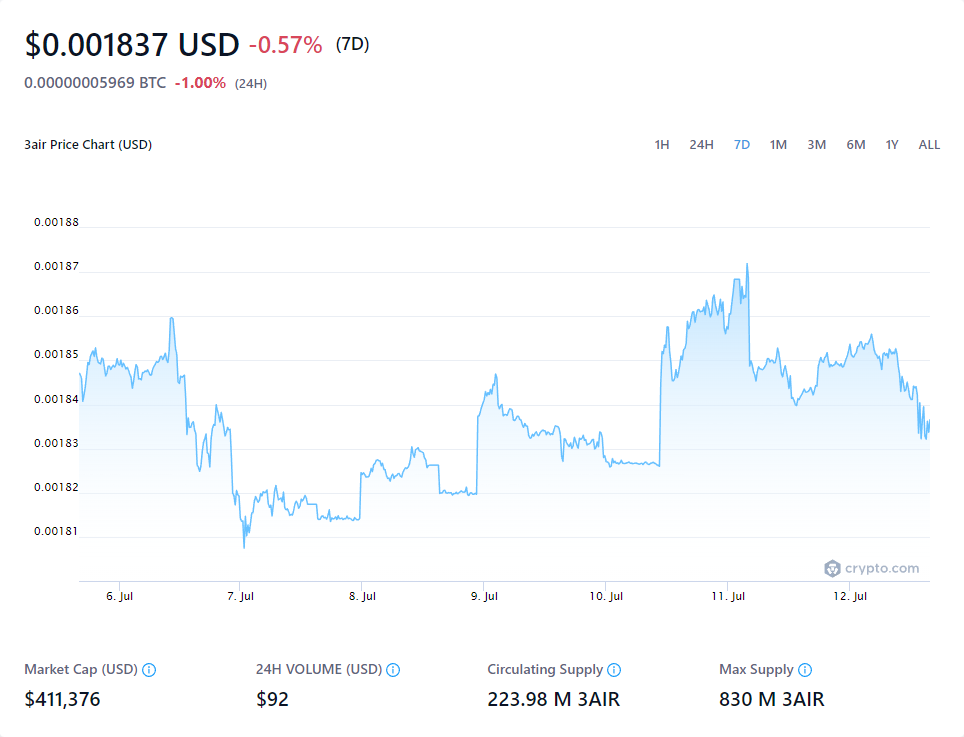 $0.001837 USD -0.57% (7D)
0.00000005969 BTC -1.00% (24H)
3air Price Chart (USD) 1H 24H 7D 1M 3M 6M 1Y ALL
0.00188
0.00187
0.00186
0.00185
0.00184
0.00183
0.00182
0.00181
crypto.com
6. Jul 7. Jul 8. Jul 9. Jul 10. Jul 11. Jul 12. Jul
Market Cap (USD) 24H VOLUME (USD) Circulating Supply Max Supply
$411,376 $92 223.98 M 3AIR 830 M 3AIR